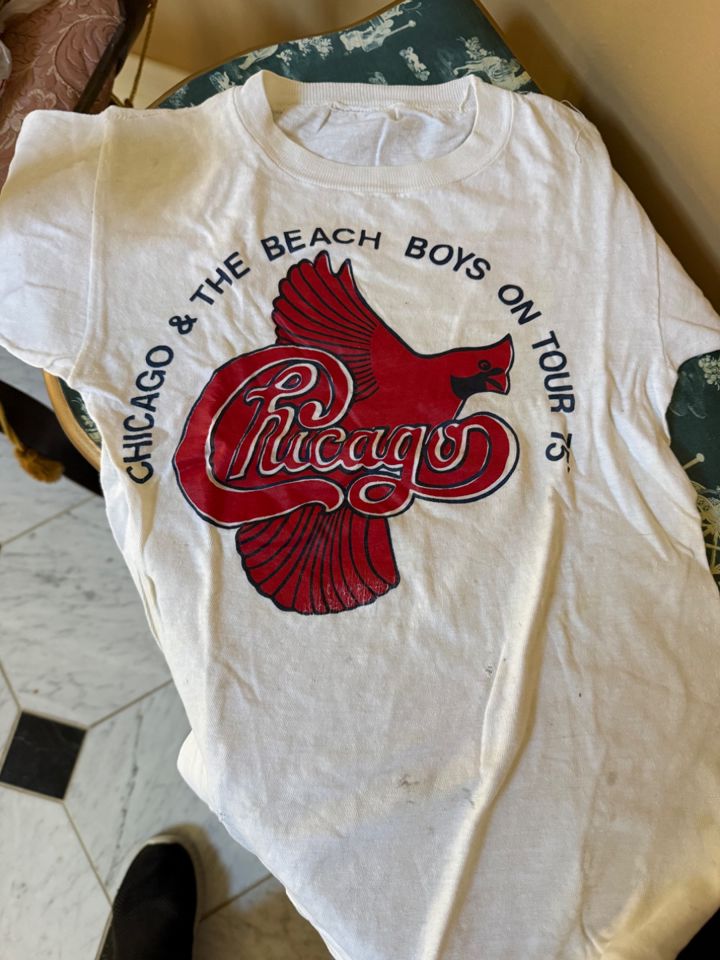 CHICAGO & THE BEACH BOYS ON TOUR 75
Chicago